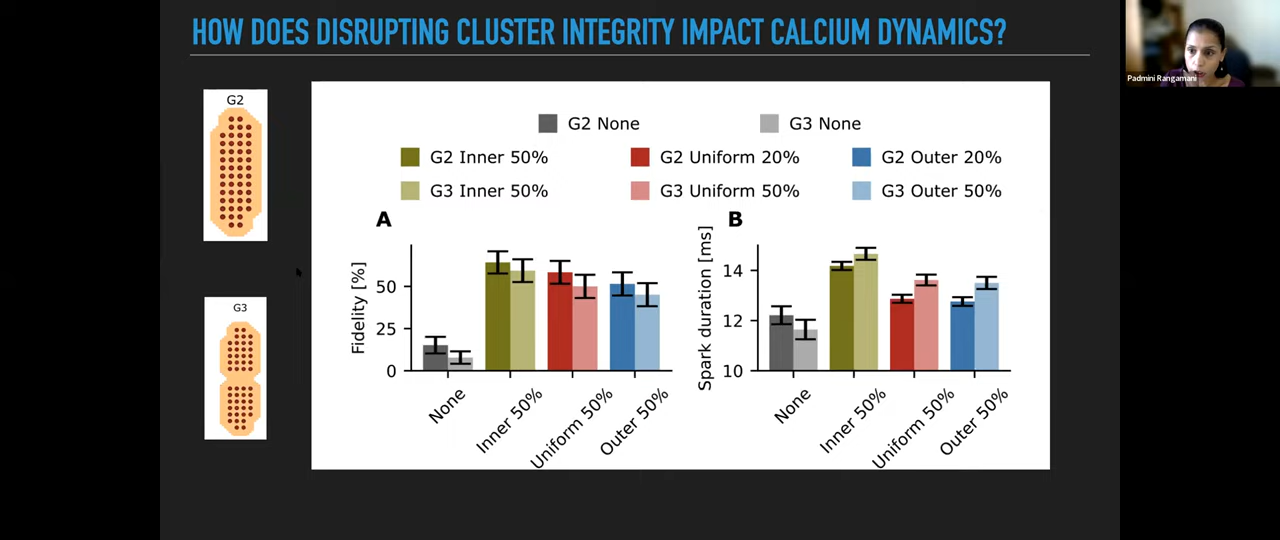 HOW DOES DISRUPTING CLUSTER INTEGRITY IMPACT CALCIUM DYNAMICS?
Padmini Rangamani
G2
G3
G2 None
G3 None
G2 Inner 50%
G2 Uniform 20%
G2 Outer 20%
G3 Inner 50%
G3 Uniform 50%
G3 Outer 50%
A
Fidelity [%]
50
25
0
None
Inner 50%
Uniform 50%
Outer 50%
B
Spark duration [ms]
14
12
10
None
Inner 50%
Uniform 50%
Outer 50%